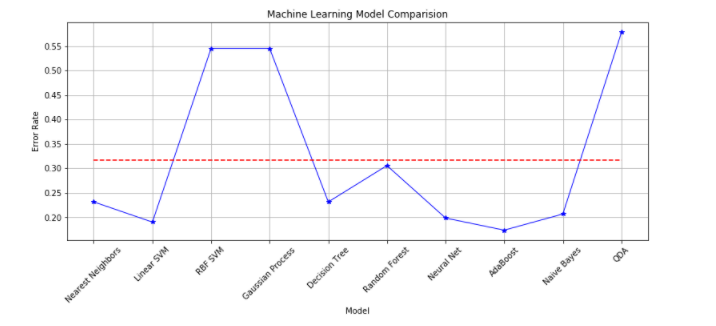 Machine Learning Model Comparision
Error Rate
0.55
0.50
0.45
0.40
0.35
0.30
0.25
0.20
Nearest Neighbors
Linear SVM
RBF SVM
Gaussian Process
Decision Tree
Random Forest
Neural Net
AdaBoost
Naive Bayes
QDA
Model